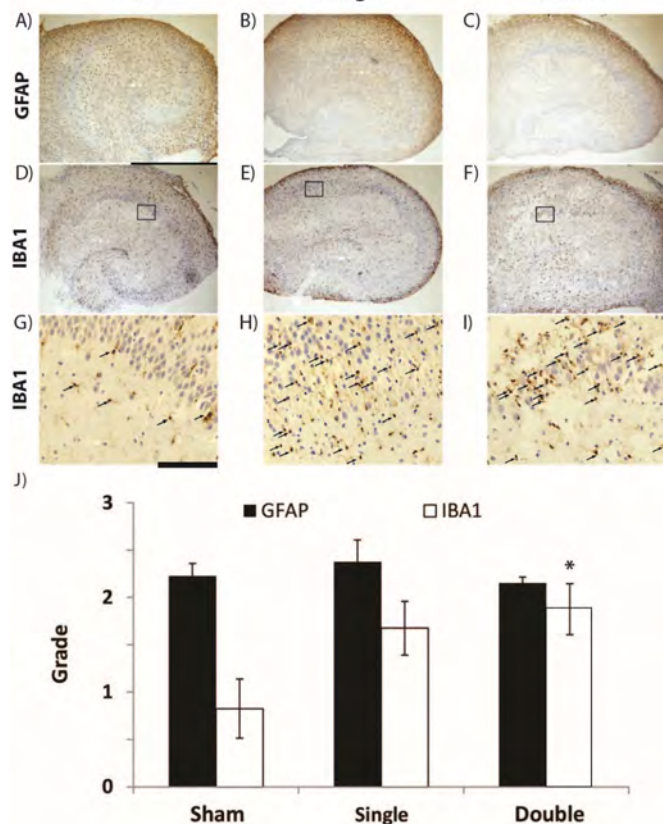 A) B) C)
GFAP
D) E) F)
IBA1
G) H) I)
IBA1
J)
GFAP IBA1
3
*
2
Grade
1
0
Sham Single Double